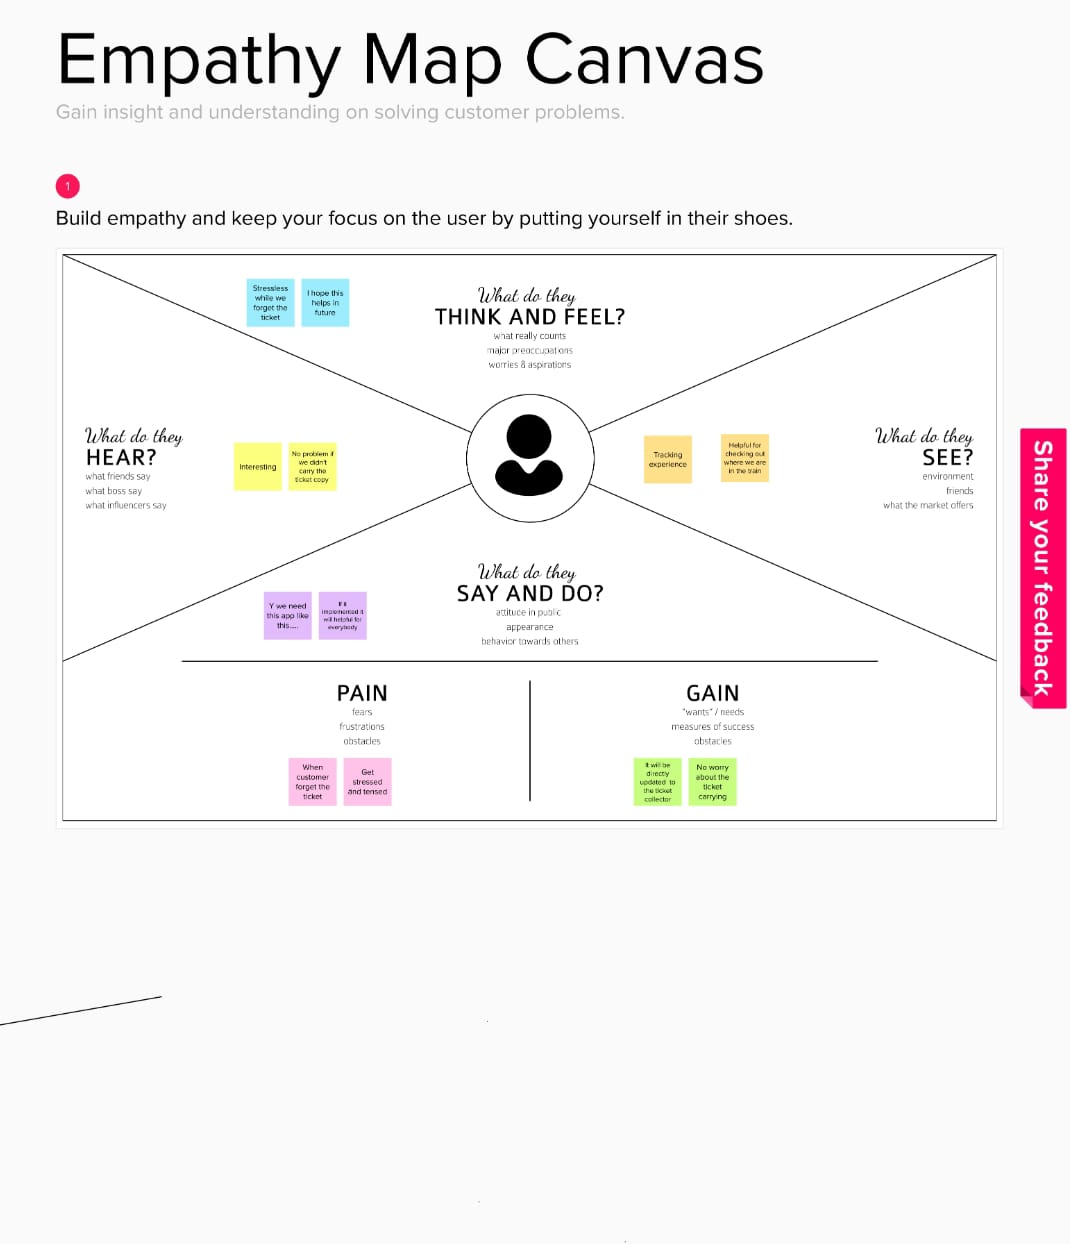 Empathy Map Canvas
Gain insight and understanding on solving customer problems.
1
Build empathy and keep your focus on the user by putting yourself in their shoes.
Stressless
while we
forget the
ticket
I hope this
helps in
future
What do they
THINK AND FEEL?
what really counts
major preoccupations
worries & aspirations
What do they
HEAR?
what friends say
what boss say
what influencers say
Interesting
No problem if
we didn't
carry the
ticket copy
Tracking
experience
Helpful for
checking out
where we are
in the train
What do they
SEE?
environment
friends
what the market offers
Share your feedback
What do they
SAY AND DO?
attitude in public
appearance
behavior towards others
Y we need
this app like
this....
If it
implemented it
will helpful for
everybody
PAIN
fears
frustrations
obstacles
When
customer
forget the
ticket
Get
stressed
and tensed
GAIN
"wants" / needs
measures of success
obstacles
It will be
directly
updated to
the ticket
collector
No worry
about the
ticket
carrying